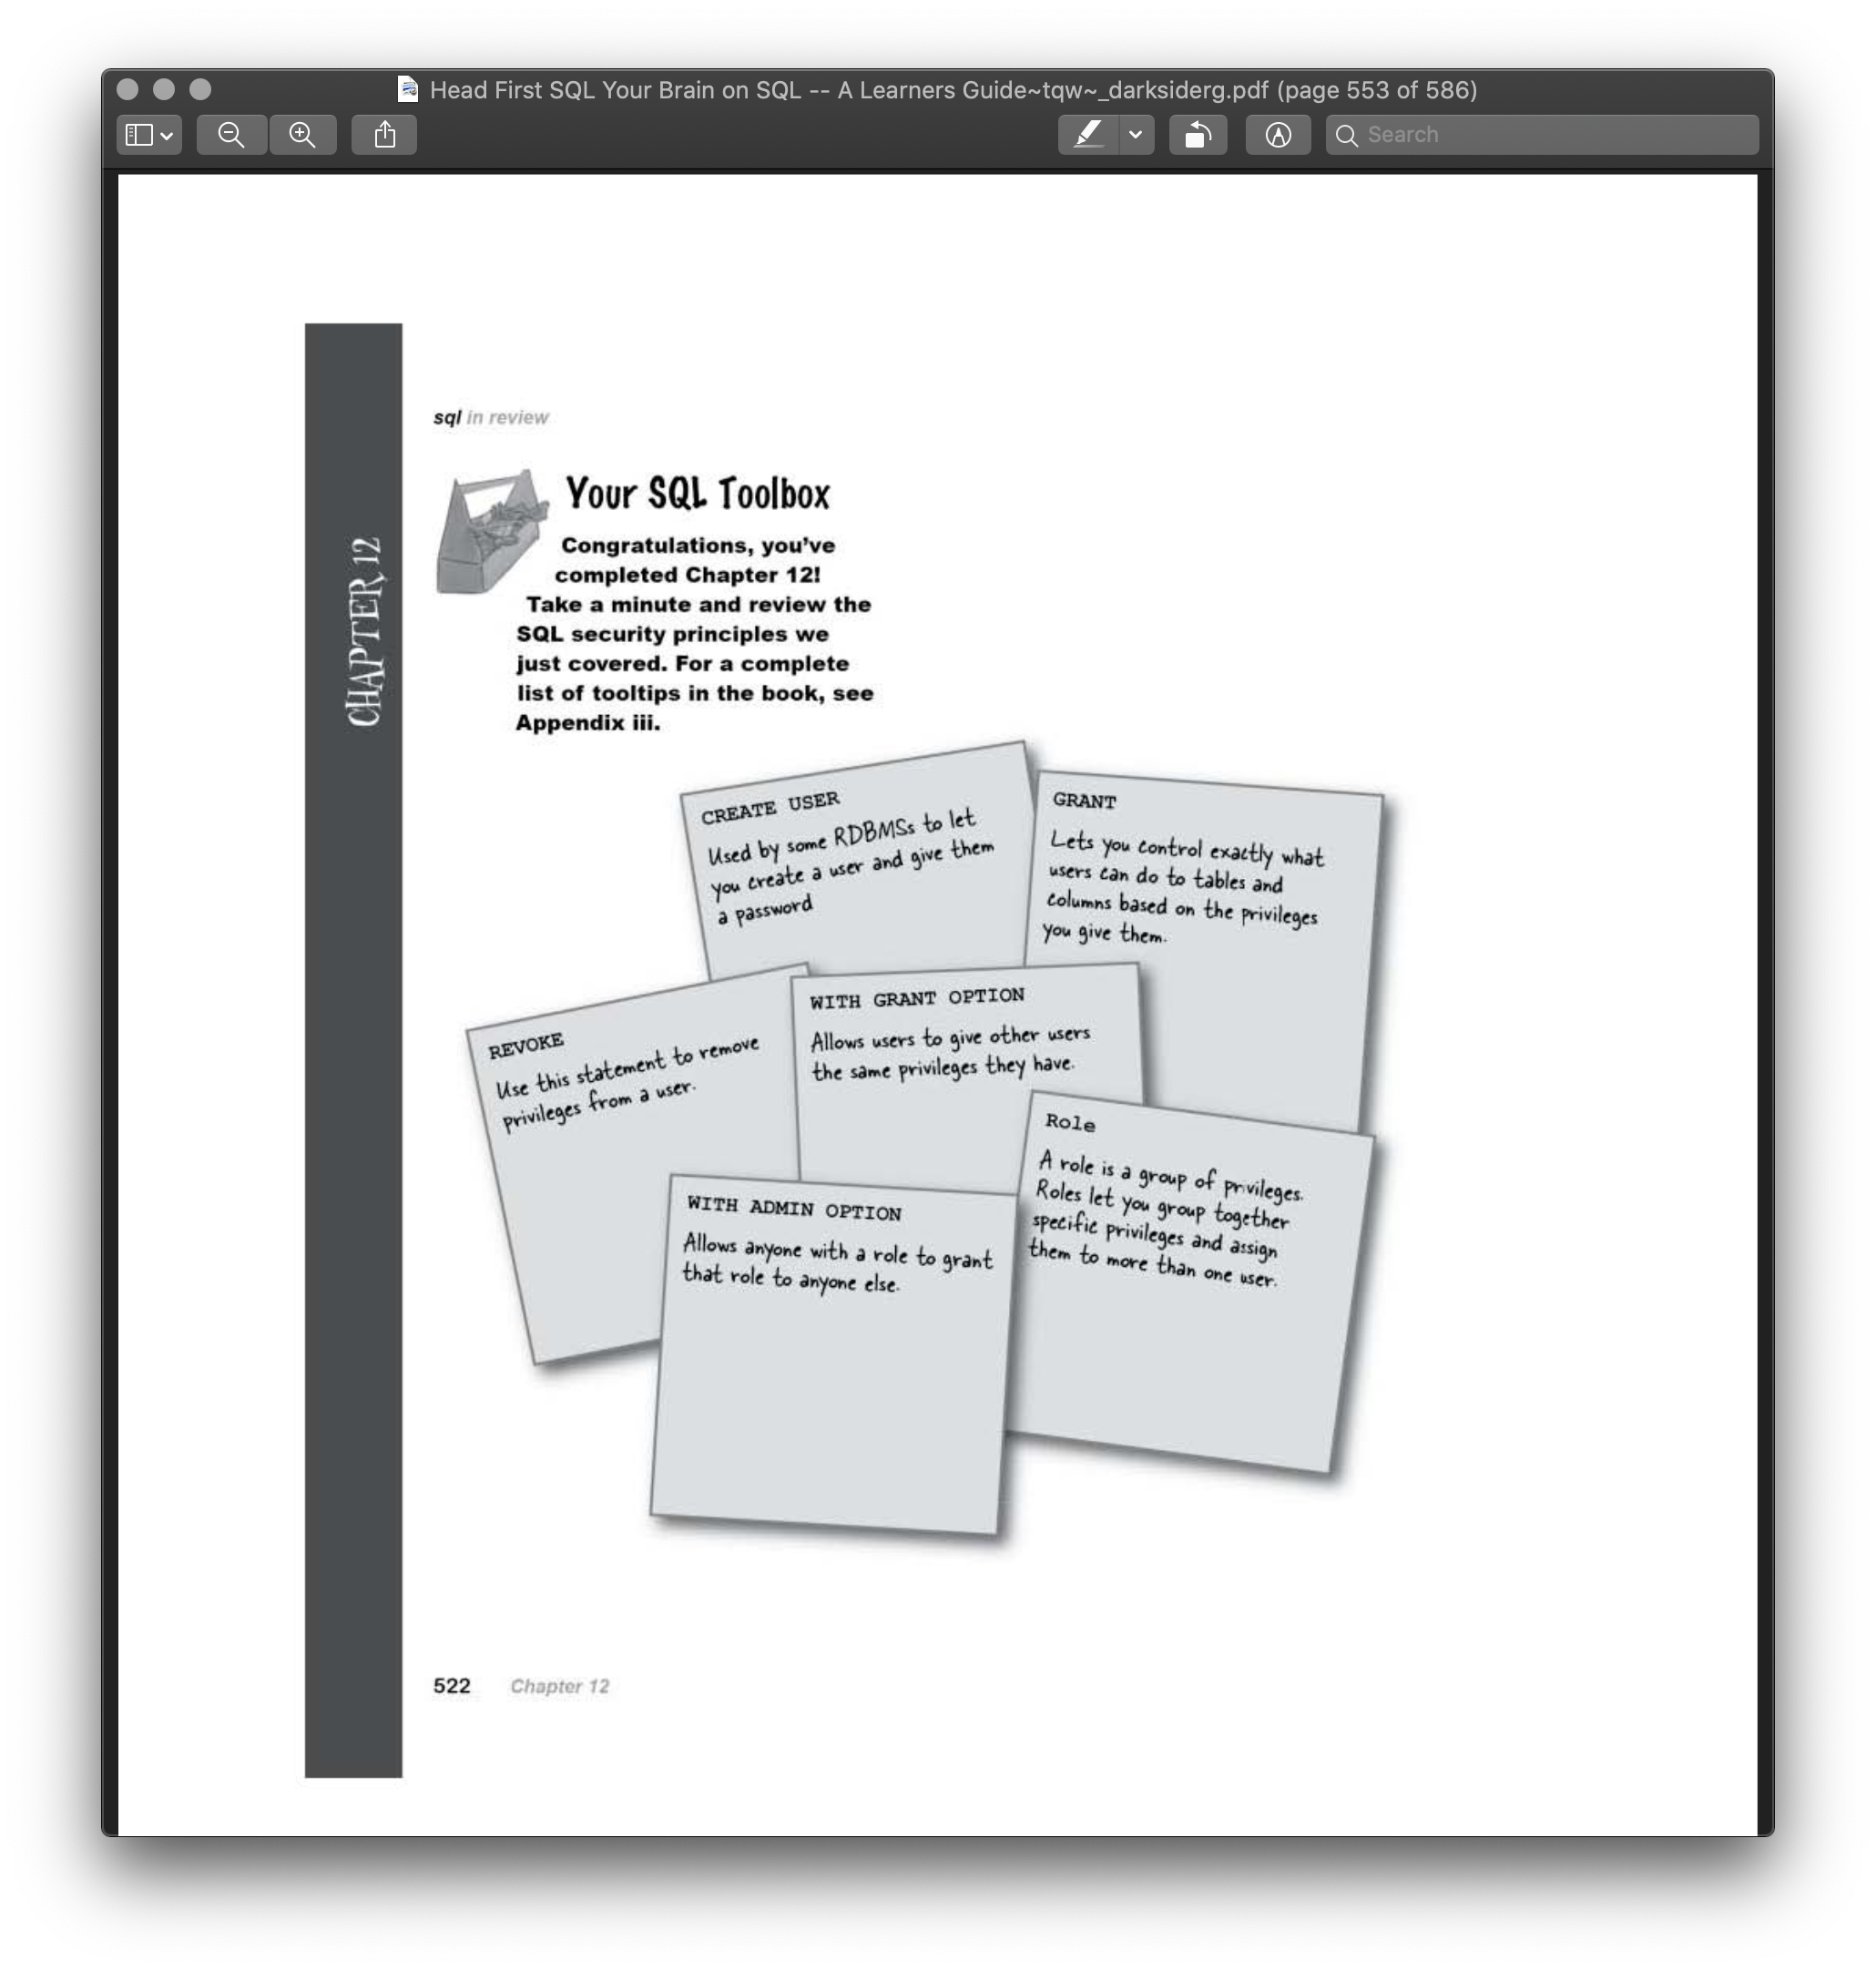 Head First SQL Your Brain on SQL -- A Learners Guide~tqw~_darksiderg.pdf (page 553 of 586)
Search
CHAPTER 12
sql in review
Your SQL Toolbox
Congratulations, you've
completed Chapter 12!
Take a minute and review the
SQL security principles we
just covered. For a complete
list of tooltips in the book, see
Appendix iii.
CREATE USER
Used by some RDBMSs to let
you create a user and give them
a password
GRANT
Lets you control exactly what
users can do to tables and
columns based on the privileges
you give them.
REVOKE
Use this statement to remove
privileges from a user.
WITH GRANT OPTION
Allows users to give other users
the same privileges they have.
WITH ADMIN OPTION
Allows anyone with a role to grant
that role to anyone else.
Role
A role is a group of privileges.
Roles let you group together
specific privileges and assign
them to more than one user.
522 Chapter 12